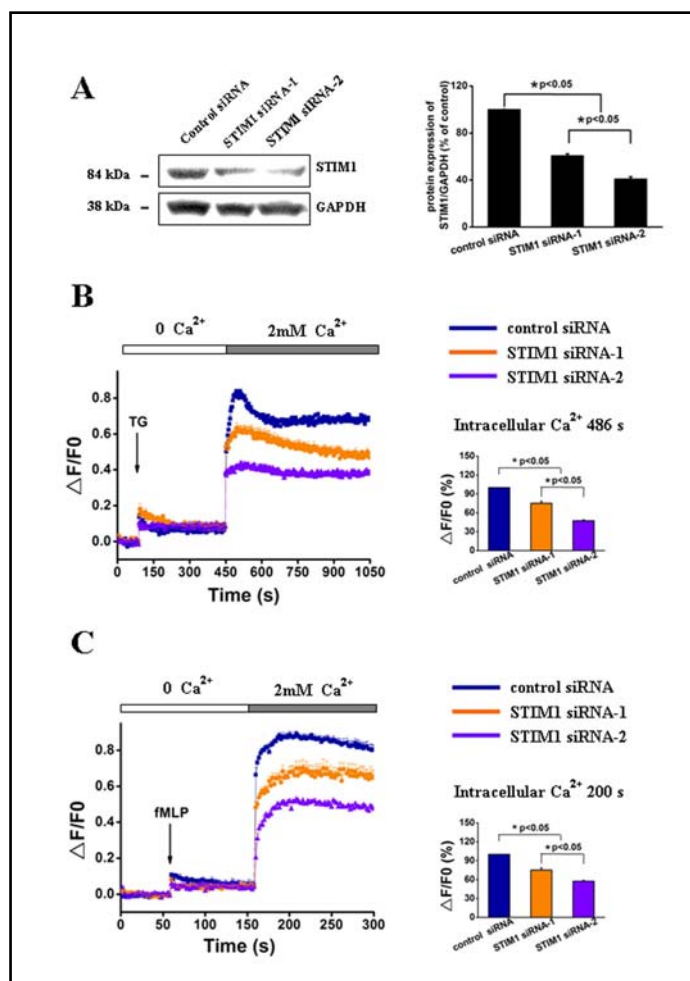 A
Control siRNA
STIM1 siRNA-1
STIM1 siRNA-2
84 kDa –
STIM1
38 kDa –
GAPDH
protein expression of
STIM1/GAPDH (% of control)
120
80
40
0
* p<0.05
* p<0.05
control siRNA
STIM1 siRNA-1
STIM1 siRNA-2
B
0 Ca2+
2mM Ca2+
△F/F0
0.8
0.6
0.4
0.2
0.0
TG
0
150
300
450
600
750
900
1050
Time (s)
control siRNA
STIM1 siRNA-1
STIM1 siRNA-2
Intracellular Ca2+ 486 s
△F/F0 (%)
150
120
90
60
30
0
* p<0.05
* p<0.05
control siRNA
STIM1 siRNA-1
STIM1 siRNA-2
C
0 Ca2+
2mM Ca2+
△F/F0
0.8
0.6
0.4
0.2
0.0
fMLP
0
50
100
150
200
250
300
Time (s)
control siRNA
STIM1 siRNA-1
STIM1 siRNA-2
Intracellular Ca2+ 200 s
△F/F0 (%)
150
120
90
60
30
0
* p<0.05
* p<0.05
control siRNA
STIM1 siRNA-1
STIM1 siRNA-2